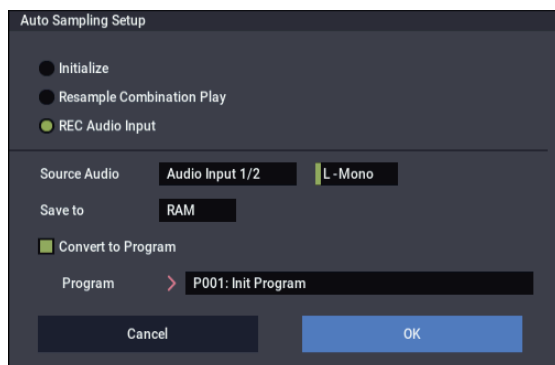 Auto Sampling Setup
Initialize
Resample Combination Play
REC Audio Input
Source Audio Audio Input 1/2 L-Mono
Save to RAM
Convert to Program
Program P001: Init Program
Cancel OK